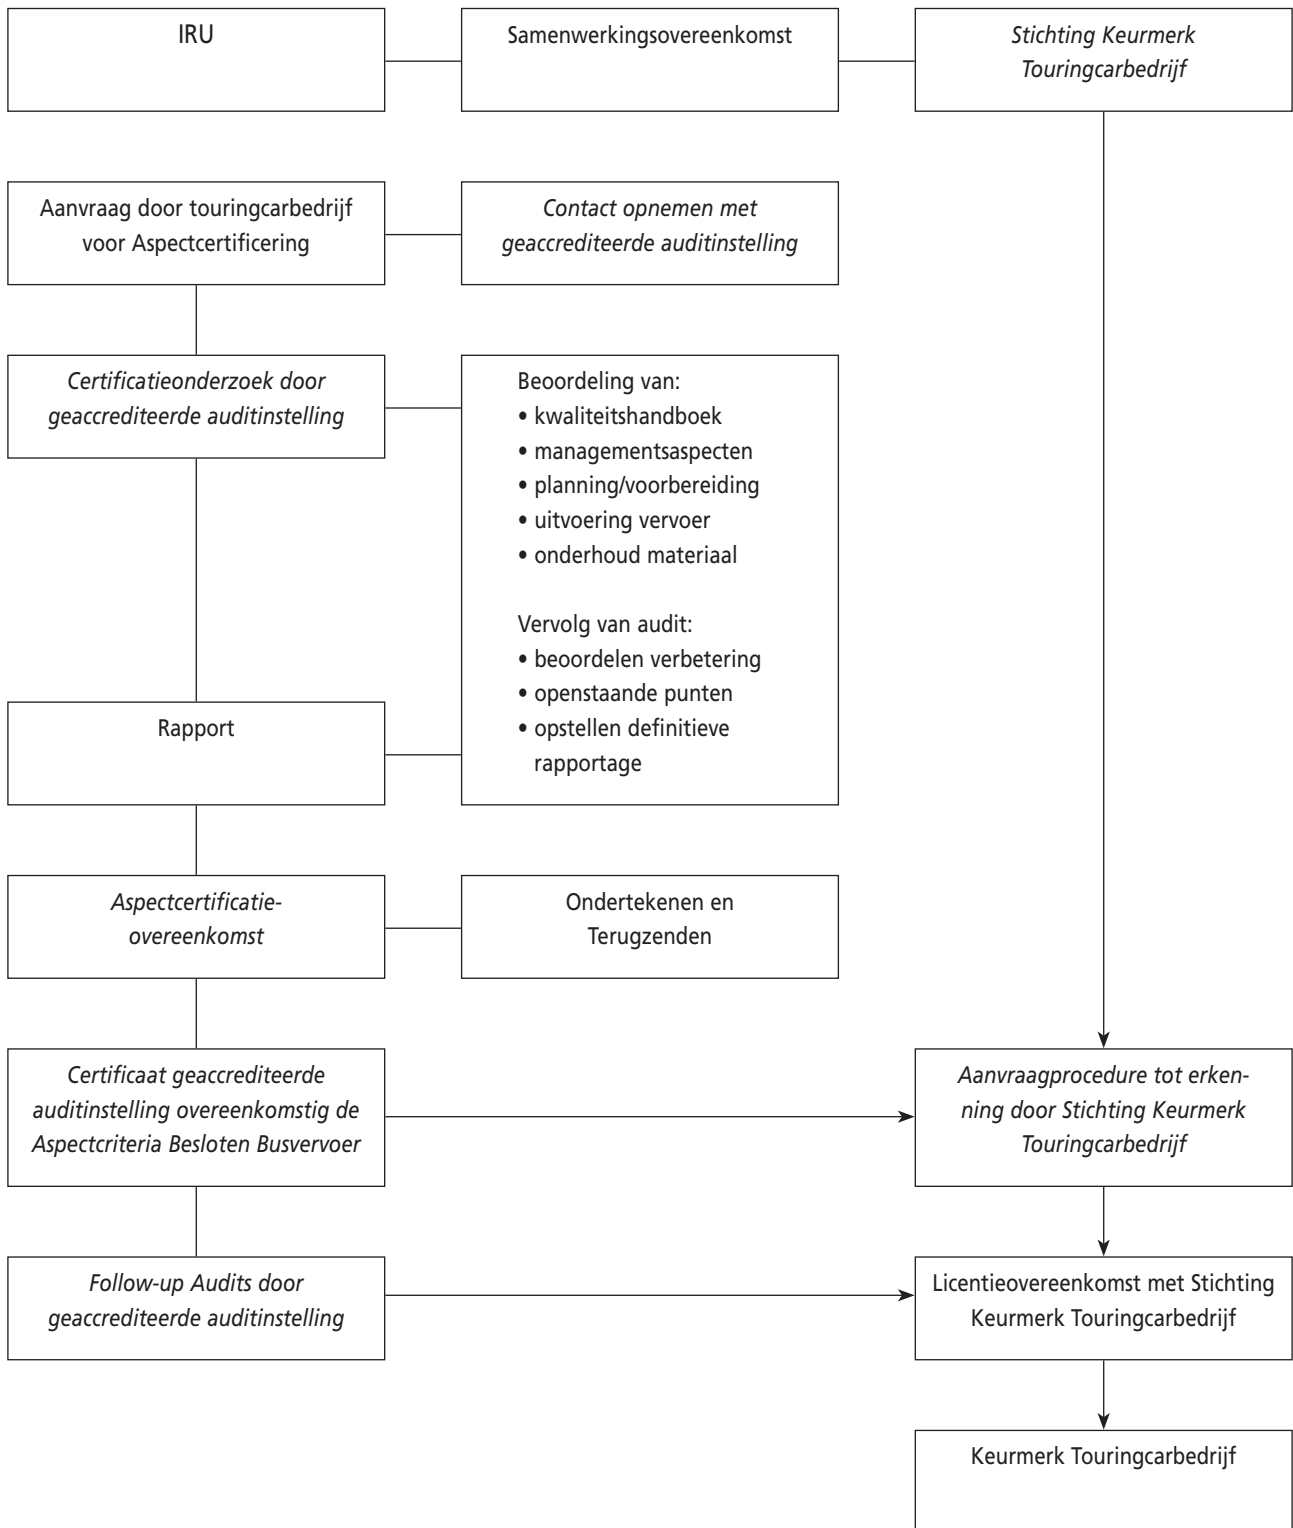 IRU
Samenwerkingsovereenkomst
Stichting Keurmerk
Touringcarbedrijf
Aanvraag door touringcarbedrijf
voor Aspectcertificering
Contact opnemen met
geaccrediteerde auditinstelling
Certificatieonderzoek door
geaccrediteerde auditinstelling
Beoordeling van:
• kwaliteitshandboek
• managementsaspecten
• planning/voorbereiding
• uitvoering vervoer
• onderhoud materiaal
Vervolg van audit:
• beoordelen verbetering
• openstaande punten
• opstellen definitieve
rapportage
Rapport
Aspectcertificatie-
overeenkomst
Ondertekenen en
Terugzenden
Certificaat geaccrediteerde
auditinstelling overeenkomstig de
Aspectcriteria Besloten Busvervoer
Aanvraagprocedure tot erken-
ning door Stichting Keurmerk
Touringcarbedrijf
Follow-up Audits door
geaccrediteerde auditinstelling
Licentieovereenkomst met Stichting
Keurmerk Touringcarbedrijf
Keurmerk Touringcarbedrijf